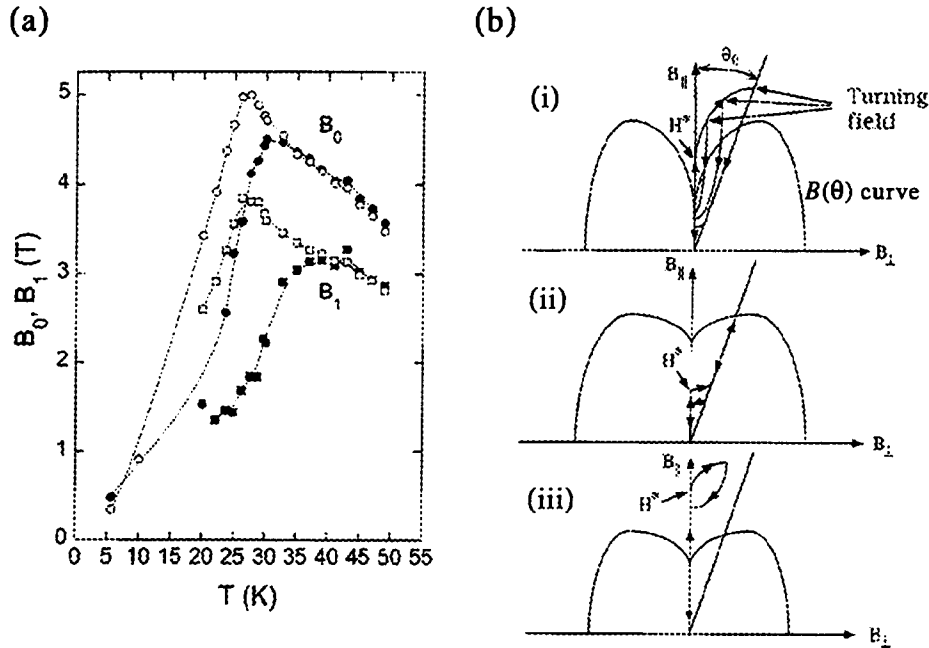 (a)
5
4
3
2
1
0
B₀, B₁ (T)
B₀
B₁
0 5 10 15 20 25 30 35 40 45 50 55
T (K)
(b)
(i)
B∥
H*
Turning
field
B(θ) curve
B⊥
(ii)
B∥
H*
B⊥
(iii)
B∥
H*
B⊥